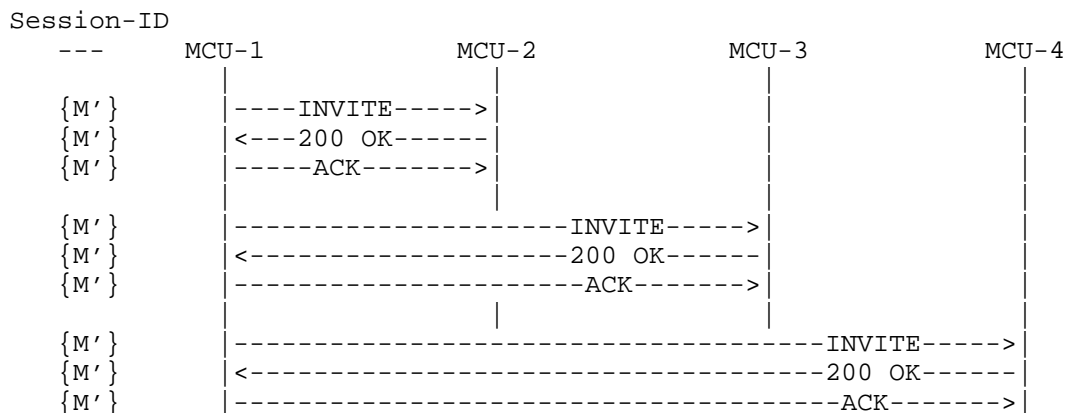 Session-ID
---      MCU-1                MCU-2               MCU-3               MCU-4
           |                   |                   |                  |
{M'}       |----INVITE----->|                   |                  |
{M'}       |<---200 OK------|                   |                  |
{M'}       |-----ACK------->|                   |                  |
           |                   |                   |                  |
{M'}       |---------------------INVITE----->|                  |
{M'}       |<--------------------200 OK------|                  |
{M'}       |----------------------ACK------->|                  |
           |                   |                   |                  |
{M'}       |-------------------------------------INVITE----->|
{M'}       |<------------------------------------200 OK------|
{M'}       |--------------------------------------ACK------->|